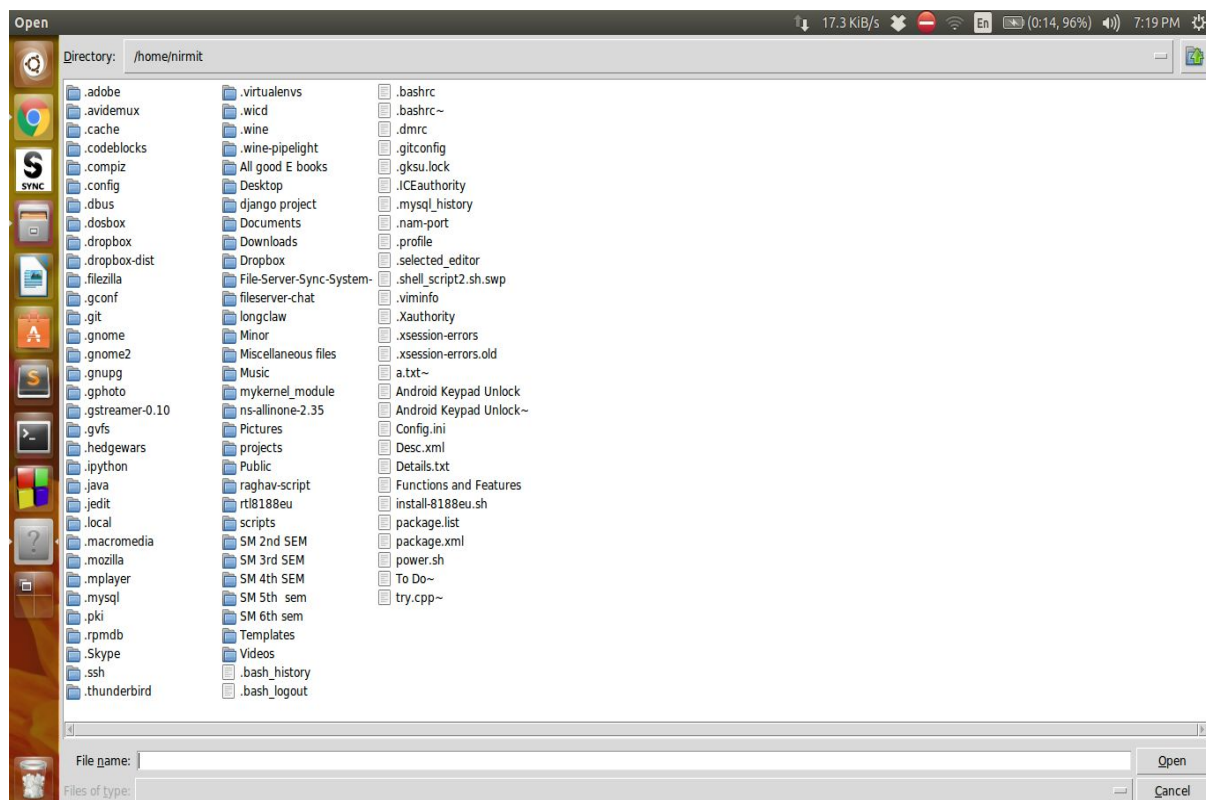 Open 17.3 KiB/s En (0:14, 96%) 7:19 PM
Directory: /home/nirmit
SYNC
.adobe
.avidemux
.cache
.codeblocks
.compiz
.config
.dbus
.dosbox
.dropbox
.dropbox-dist
.filezilla
.gconf
.git
.gnome
.gnome2
.gnupg
.gphoto
.gstreamer-0.10
.gvfs
.hedgewars
.ipython
.java
.jedit
.local
.macromedia
.mozilla
.mplayer
.mysql
.pki
.rpmdb
.Skype
.ssh
.thunderbird
.virtualenvs
.wicd
.wine
.wine-pipelight
All good E books
Desktop
django project
Documents
Downloads
Dropbox
File-Server-Sync-System-
fileserver-chat
longclaw
Minor
Miscellaneous files
Music
mykernel_module
ns-allinone-2.35
Pictures
projects
Public
raghav-script
rtl8188eu
scripts
SM 2nd SEM
SM 3rd SEM
SM 4th SEM
SM 5th  sem
SM 6th sem
Templates
Videos
.bash_history
.bash_logout
.bashrc
.bashrc~
.dmrc
.gitconfig
.gksu.lock
.ICEauthority
.mysql_history
.nam-port
.profile
.selected_editor
.shell_script2.sh.swp
.viminfo
.Xauthority
.xsession-errors
.xsession-errors.old
a.txt~
Android Keypad Unlock
Android Keypad Unlock~
Config.ini
Desc.xml
Details.txt
Functions and Features
install-8188eu.sh
package.list
package.xml
power.sh
To Do~
try.cpp~
File name: Open
Files of type: Cancel